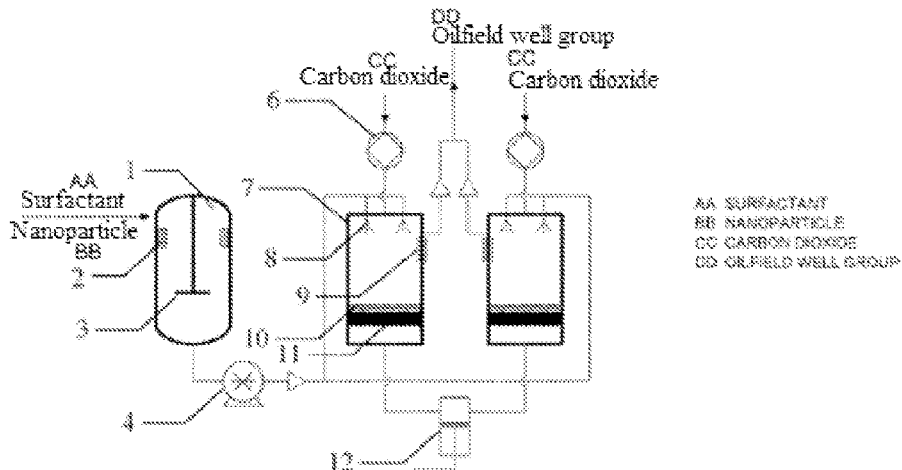 DD
Oilfield well group
CC
Carbon dioxide
CC
Carbon dioxide
6
1
7
AA
Surfactant
Nanoparticle
BB
2
8
9
3
10
11
4
12
AA SURFACTANT
BB NANOPARTICLE
CC CARBON DIOXIDE
DD OILFIELD WELL GROUP